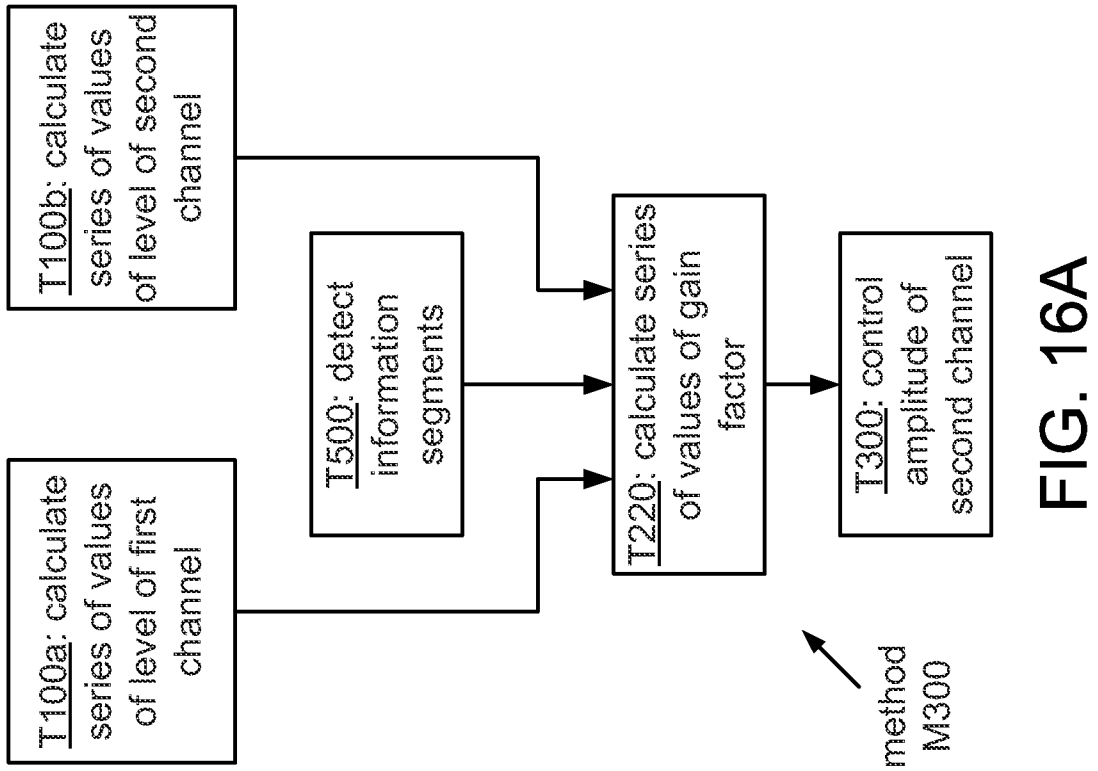 T100a: calculate
series of values
of level of first
channel
T100b: calculate
series of values
of level of second
channel
T500: detect
information
segments
T220: calculate series
of values of gain
factor
T300: control
amplitude of
second channel
method
M300
FIG. 16A